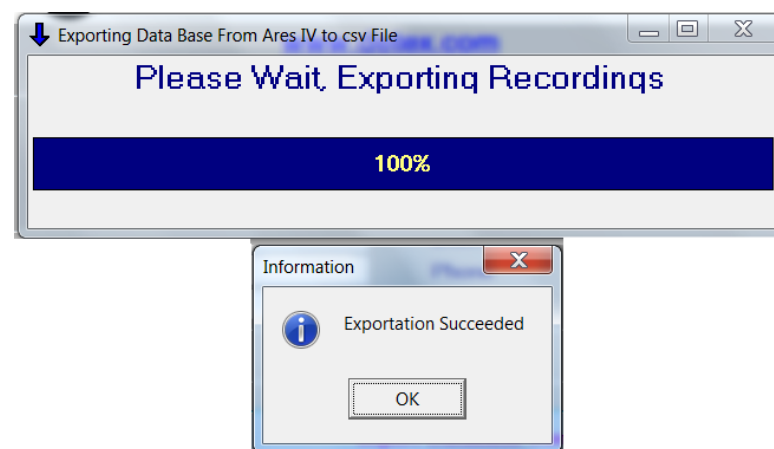 Exporting Data Base From Ares IV to csv File
Please Wait, Exporting Recordings
100%
Information
Exportation Succeeded
OK